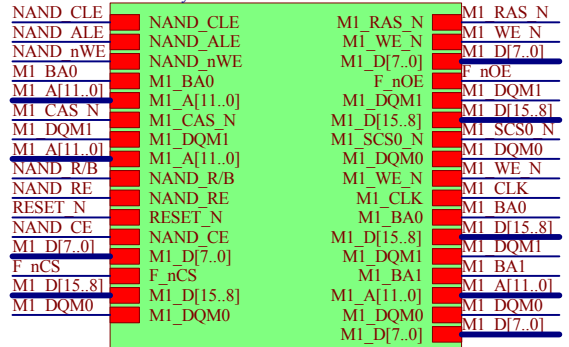 NAND_CLE NAND_CLE M1_RAS_N M1_RAS_N
NAND_ALE NAND_ALE M1_WE_N M1_WE_N
NAND_nWE NAND_nWE M1_D[7..0] M1_D[7..0]
M1_BA0 M1_BA0 F_nOE F_nOE
M1_A[11..0] M1_A[11..0] M1_DQM1 M1_DQM1
M1_CAS_N M1_CAS_N M1_D[15..8] M1_D[15..8]
M1_DQM1 M1_DQM1 M1_SCS0_N M1_SCS0_N
M1_A[11..0] M1_A[11..0] M1_DQM0 M1_DQM0
NAND_R/B NAND_R/B M1_WE_N M1_WE_N
NAND_RE NAND_RE M1_CLK M1_CLK
RESET_N RESET_N M1_BA0 M1_BA0
NAND_CE NAND_CE M1_D[15..8] M1_D[15..8]
M1_D[7..0] M1_D[7..0] M1_DQM1 M1_DQM1
F_nCS F_nCS M1_BA1 M1_BA1
M1_D[15..8] M1_D[15..8] M1_A[11..0] M1_A[11..0]
M1_DQM0 M1_DQM0 M1_DQM0 M1_DQM0
M1_D[7..0] M1_D[7..0]